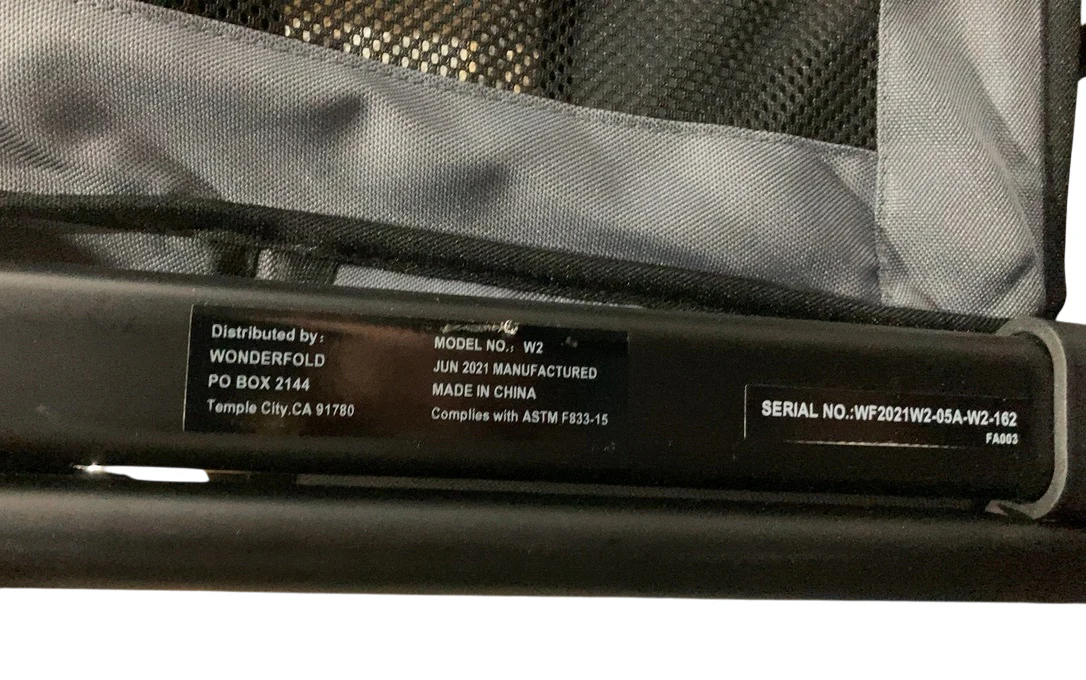 Distributed by:
WONDERFOLD
PO BOX 2144
Temple City.CA 91780
MODEL NO.: W2
JUN 2021 MANUFACTURED
MADE IN CHINA
Complies with ASTM F833-15
SERIAL NO.:WF2021W2-05A-W2-162
FA003